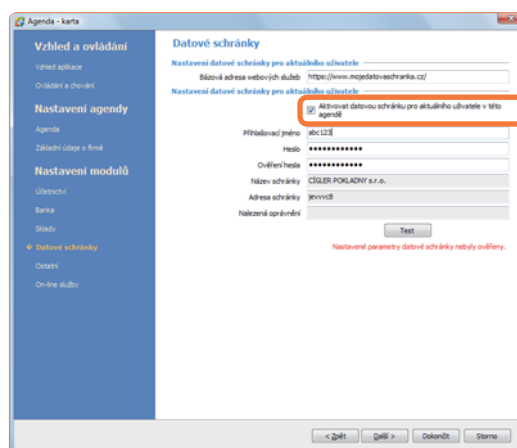 Agenda - karta
Vzhled a ovládání
Vzhled aplikace
Ovládání a chování
Nastavení agendy
Agenda
Základní údaje o firmě
Nastavení modulů
Účetnictví
Banka
Sklady
Datové schránky
Ostatní
On-line služby
Datové schránky
Nastavení datové schránky pro aktuálního uživatele
Bázová adresa webových služeb https://www.mojedatovaschranka.cz/
Nastavení datové schránky pro aktuálního uživatele
Aktivovat datovou schránku pro aktuálního uživatele v této
agendě
Přihlašovací jméno abc123
Heslo ●●●●●●●●●●●●
Ověření hesla ●●●●●●●●●●●●
Název schránky CÍGLER POKLADNY s.r.o.
Adresa schránky jevvvc8
Nalezená oprávnění
Test
Nastavené parametry datové schránky nebyly ověřeny.
< Zpět Další > Dokončit Storno